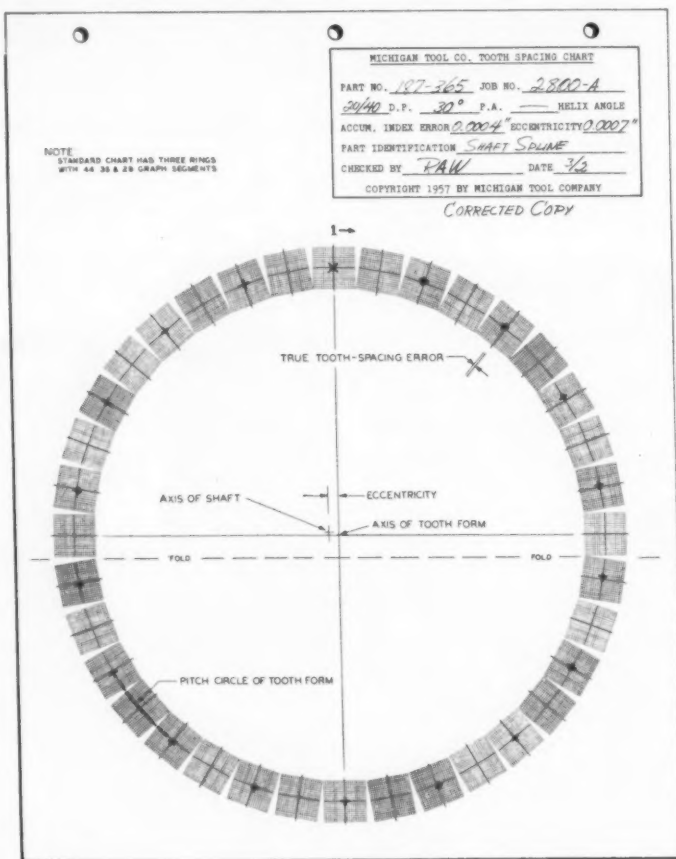 MICHIGAN TOOL CO. TOOTH SPACING CHART
PART NO. 187-365 JOB NO. 2800-A
20/40 D.P. 30° P.A. — HELIX ANGLE
ACCUM. INDEX ERROR 0.0004" ECCENTRICITY 0.0007"
PART IDENTIFICATION SHAFT SPLINE
CHECKED BY RAW DATE 3/2
COPYRIGHT 1957 BY MICHIGAN TOOL COMPANY
CORRECTED COPY
NOTE
STANDARD CHART HAS THREE RINGS
WITH 44 36 & 28 GRAPH SEGMENTS
1→
TRUE TOOTH-SPACING ERROR
ECCENTRICITY
AXIS OF SHAFT
AXIS OF TOOTH FORM
FOLD
FOLD
PITCH CIRCLE OF TOOTH FORM